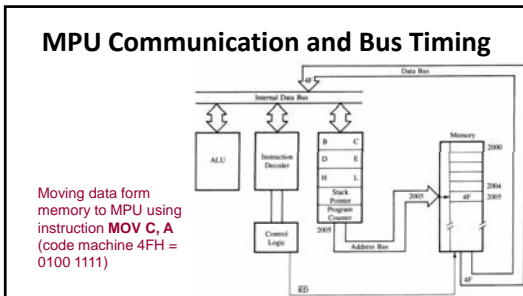 MPU Communication and Bus Timing
Data Bus
4F
Internal Data Bus
ALU
Instruction Decoder
B C
D E
H L
Stack Pointer
Program Counter
2005
Control Logic
Address Bus
2005
RD
Memory
2000
2004
4F 2005
4F
Moving data form
memory to MPU using
instruction MOV C, A
(code machine 4FH =
0100 1111)